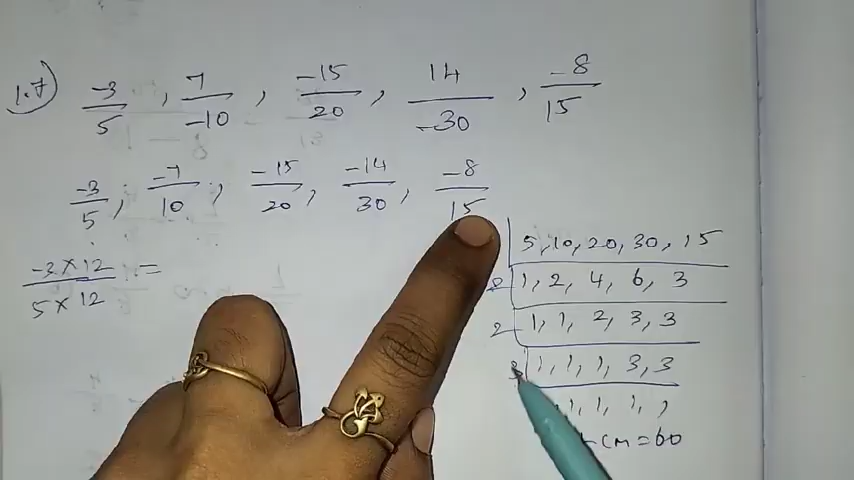 1.7) -3/5 , 7/-10 , -15/20 , 14/-30 , -8/15
-3/5 , -7/10 , -15/20 , -14/30 , -8/15
-3 × 12 / 5 × 12 =
5, 10, 20, 30, 15
2 1, 2, 4, 6, 3
2 1, 1, 2, 3, 3
3 1, 1, 1, 3, 3
1, 1, 1,
LCM = 60